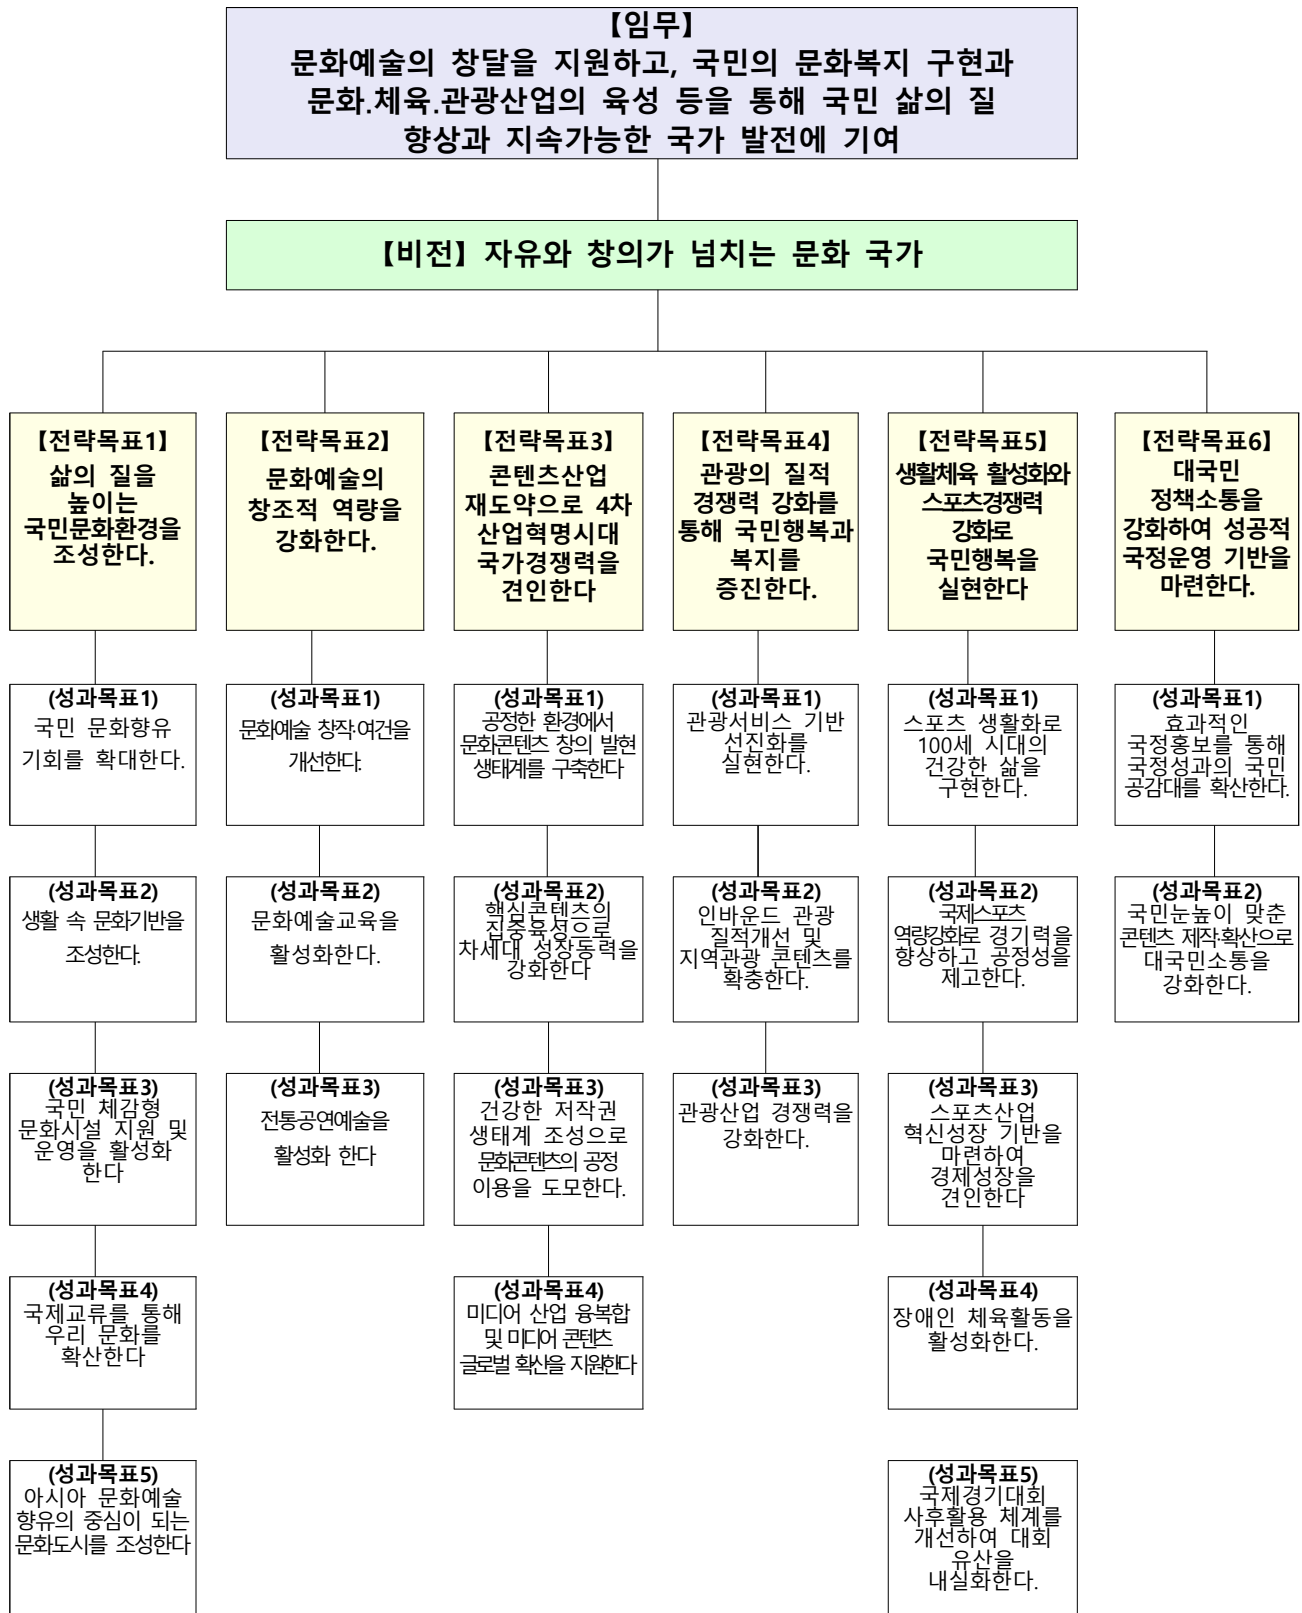 【임무】
문화예술의 창달을 지원하고, 국민의 문화복지 구현과
문화.체육.관광산업의 육성 등을 통해 국민 삶의 질
향상과 지속가능한 국가 발전에 기여
【비전】 자유와 창의가 넘치는 문화 국가
【전략목표1】
삶의 질을
높이는
국민문화환경을
조성한다.
【전략목표2】
문화예술의
창조적 역량을
강화한다.
【전략목표3】
콘텐츠산업
재도약으로 4차
산업혁명시대
국가경쟁력을
견인한다
【전략목표4】
관광의 질적
경쟁력 강화를
통해 국민행복과
복지를
증진한다.
【전략목표5】
생활체육 활성화와
스포츠경쟁력
강화로
국민행복을
실현한다
【전략목표6】
대국민
정책소통을
강화하여 성공적
국정운영 기반을
마련한다.
(성과목표1)
국민 문화향유
기회를 확대한다.
(성과목표1)
문화예술 창작·여건을
개선한다.
(성과목표1)
공정한 환경에서
문화콘텐츠 창의 발현
생태계를 구축한다
(성과목표1)
관광서비스 기반
선진화를
실현한다.
(성과목표1)
스포츠 생활화로
100세 시대의
건강한 삶을
구현한다.
(성과목표1)
효과적인
국정홍보를 통해
국정성과의 국민
공감대를 확산한다.
(성과목표2)
생활 속 문화기반을
조성한다.
(성과목표2)
문화예술교육을
활성화한다.
(성과목표2)
핵심콘텐츠의
집중육성으로
차세대 성장동력을
강화한다
(성과목표2)
인바운드 관광
질적개선 및
지역관광 콘텐츠를
확충한다.
(성과목표2)
국제스포츠
역량강화로 경기력을
향상하고 공정성을
제고한다.
(성과목표2)
국민눈높이 맞춘
콘텐츠 제작·확산으로
대국민소통을
강화한다.
(성과목표3)
국민 체감형
문화시설 지원 및
운영을 활성화
한다
(성과목표3)
전통공연예술을
활성화 한다
(성과목표3)
건강한 저작권
생태계 조성으로
문화콘텐츠의 공정
이용을 도모한다.
(성과목표3)
관광산업 경쟁력을
강화한다.
(성과목표3)
스포츠산업
혁신성장 기반을
마련하여
경제성장을
견인한다
(성과목표4)
국제교류를 통해
우리 문화를
확산한다
(성과목표4)
미디어 산업 융복합
및 미디어 콘텐츠
글로벌 확산을 지원한다
(성과목표4)
장애인 체육활동을
활성화한다.
(성과목표5)
아시아 문화예술
향유의 중심이 되는
문화도시를 조성한다
(성과목표5)
국제경기대회
사후활용 체계를
개선하여 대회
유산을
내실화한다.